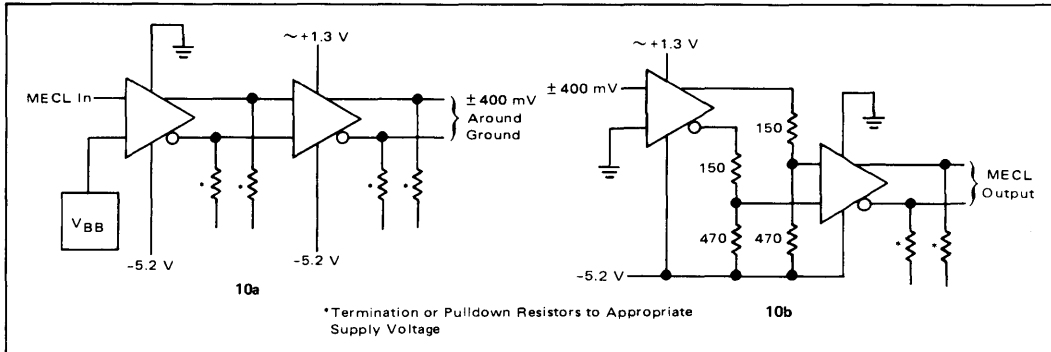 ∼+1.3 V
MECL In
± 400 mV
Around
Ground
VBB
-5.2 V
-5.2 V
10a
∼+1.3 V
± 400 mV
150
150
470
470
MECL
Output
-5.2 V
10b
*Termination or Pulldown Resistors to Appropriate
Supply Voltage
* * * *
* *